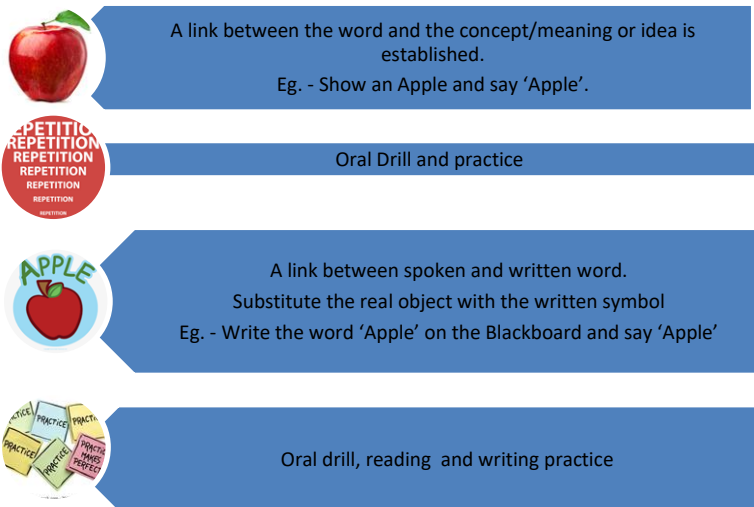 A link between the word and the concept/meaning or idea is
established.
Eg. - Show an Apple and say ‘Apple’.
REPETITION
REPETITION
REPETITION
REPETITION
REPETITION
REPETITION
Oral Drill and practice
APPLE
A link between spoken and written word.
Substitute the real object with the written symbol
Eg. - Write the word ‘Apple’ on the Blackboard and say ‘Apple’
PRACTICE
PRACTICE
PRACTICE
PRACTICE
MAKES
PERFECT
Oral drill, reading  and writing practice